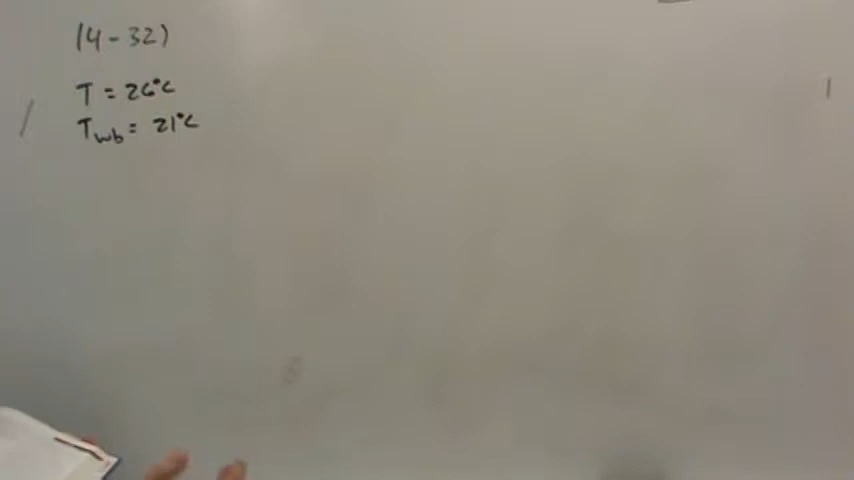 (4-32)
T = 26°C
Twb = 21°C